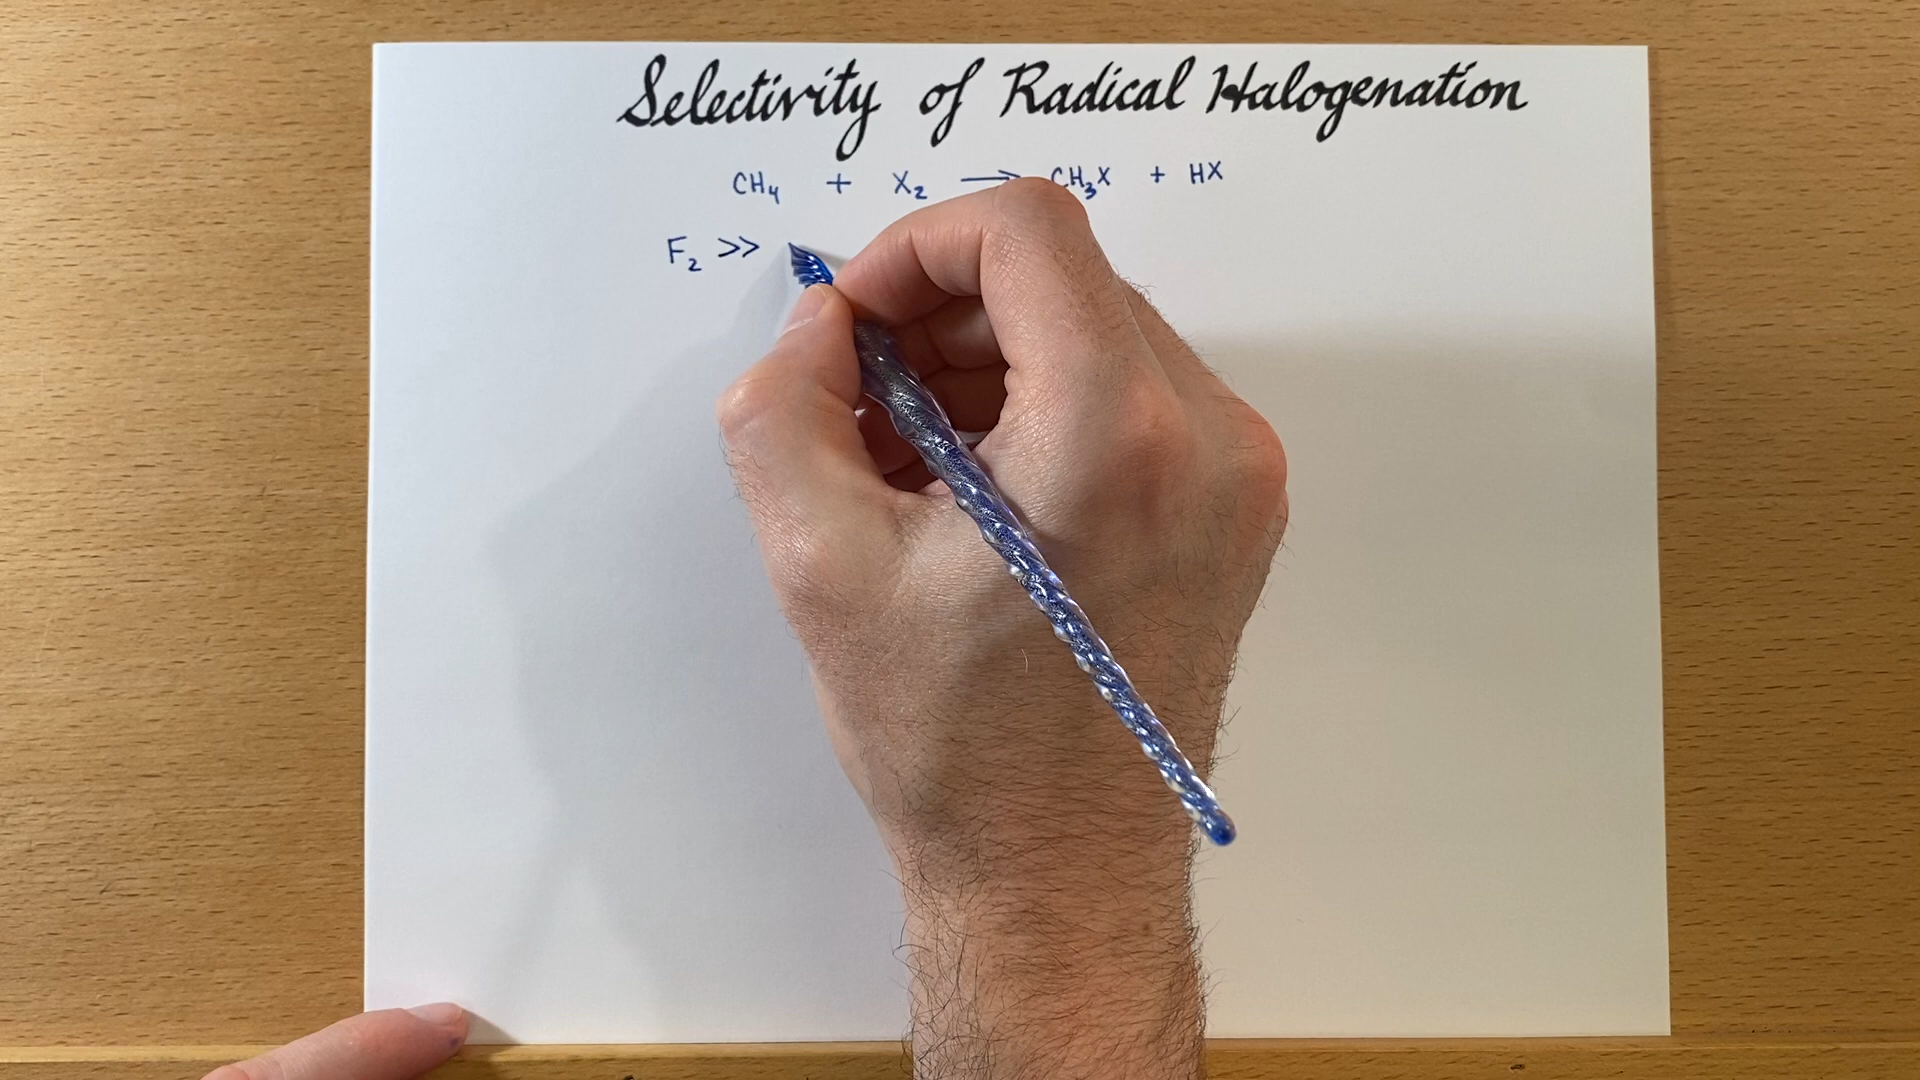 Selectivity of Radical Halogenation
CH₄ + X₂ ⟶ CH₃X + HX
F₂ >>